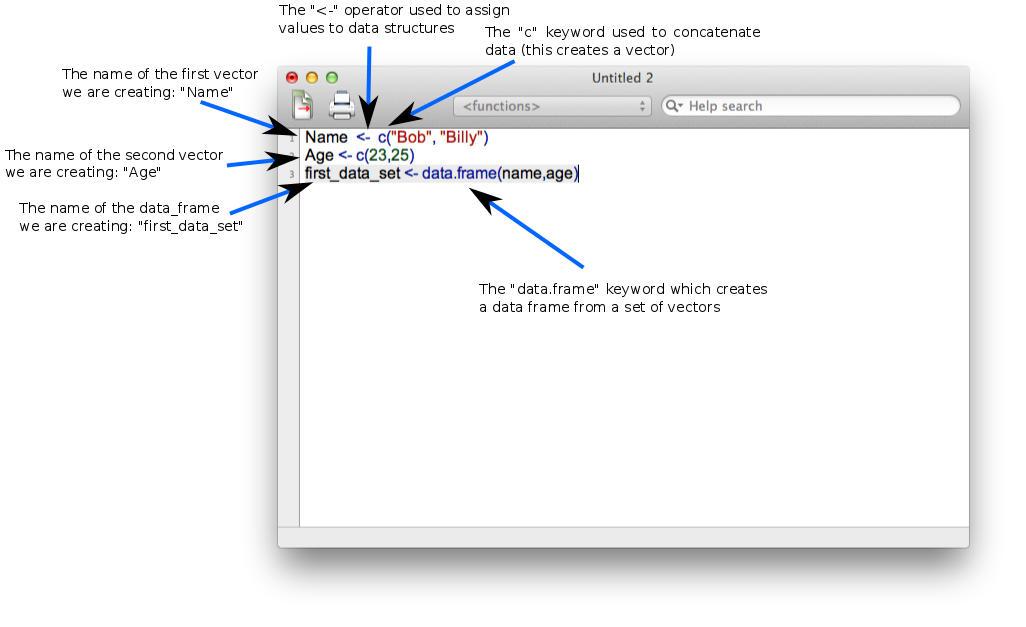 The "<-" operator used to assign
values to data structures
The "c" keyword used to concatenate
data (this creates a vector)
The name of the first vector
we are creating: "Name"
The name of the second vector
we are creating: "Age"
The name of the data_frame
we are creating: "first_data_set"
Untitled 2
<functions>
Help search
1 Name <- c("Bob", "Billy")
2 Age <- c(23,25)
3 first_data_set <- data.frame(name,age)
The "data.frame" keyword which creates
a data frame from a set of vectors